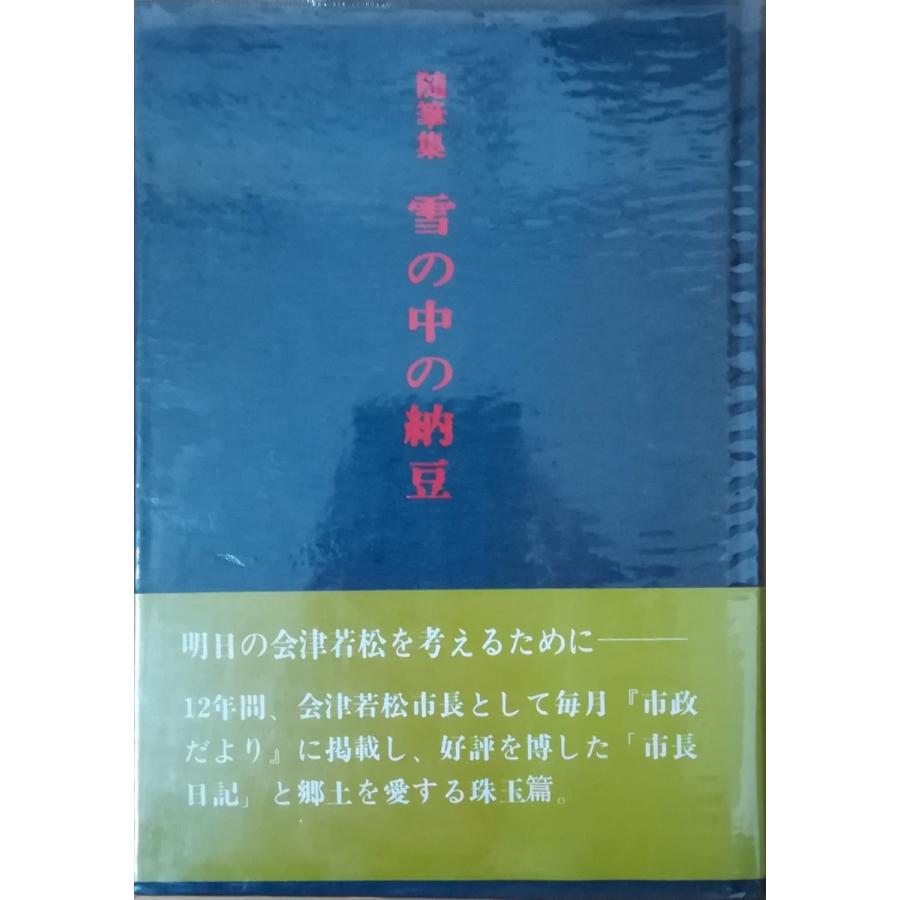 随筆集 雪の中の納豆
明日の会津若松を考えるために――
12年間、会津若松市長として毎月『市政
だより』に掲載し、好評を博した「市長
日記」と郷土を愛する珠玉篇。